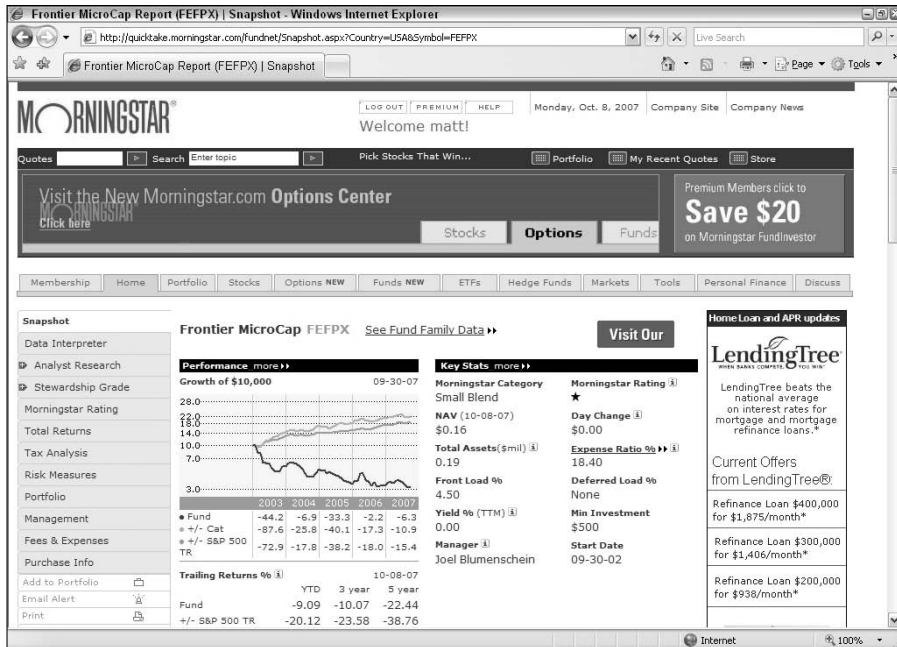 Frontier MicroCap Report (FEFPX) | Snapshot - Windows Internet Explorer
http://quicktake.morningstar.com/fundnet/Snapshot.aspx?Country=USA&Symbol=FEFPX
Live Search
Frontier MicroCap Report (FEFPX) | Snapshot
Page Tools
MORNINGSTAR®
LOG OUT PREMIUM HELP
Monday, Oct. 8, 2007 Company Site Company News
Welcome matt!
Quotes Search Enter topic Pick Stocks That Win... Portfolio My Recent Quotes Store
Visit the New Morningstar.com Options Center
MORNINGSTAR
Click here
Stocks Options Funds
Premium Members click to
Save $20
on Morningstar FundInvestor
Membership Home Portfolio Stocks Options NEW Funds NEW ETFs Hedge Funds Markets Tools Personal Finance Discuss
Snapshot
Data Interpreter
Analyst Research
Stewardship Grade
Morningstar Rating
Total Returns
Tax Analysis
Risk Measures
Portfolio
Management
Fees & Expenses
Purchase Info
Add to Portfolio
Email Alert
Print
Frontier MicroCap FEFPX See Fund Family Data
Visit Our
Performance more
Growth of $10,000 09-30-07
28.0
22.0
18.0
14.0
10.0
7.0
3.0
2003 2004 2005 2006 2007
Fund -44.2 -6.9 -33.3 -2.2 -6.3
+/- Cat -87.6 -25.8 -40.1 -17.3 -10.9
+/- S&P 500 TR -72.9 -17.8 -38.2 -18.0 -15.4
Trailing Returns % 10-08-07
YTD 3 year 5 year
Fund -9.09 -10.07 -22.44
+/- S&P 500 TR -20.12 -23.58 -38.76
Key Stats more
Morningstar Category Morningstar Rating
Small Blend ★
NAV (10-08-07) Day Change
$0.16 $0.00
Total Assets($mil) Expense Ratio %
0.19 18.40
Front Load % Deferred Load %
4.50 None
Yield % (TTM) Min Investment
0.00 $500
Manager Start Date
Joel Blumenschein 09-30-02
Home Loan and APR updates
LendingTree®
WHEN BANKS COMPETE, YOU WIN
LendingTree beats the
national average
on interest rates for
mortgage and mortgage
refinance loans.*
Current Offers
from LendingTree®:
Refinance Loan $400,000
for $1,875/month*
Refinance Loan $300,000
for $1,406/month*
Refinance Loan $200,000
for $938/month*
Internet 100%